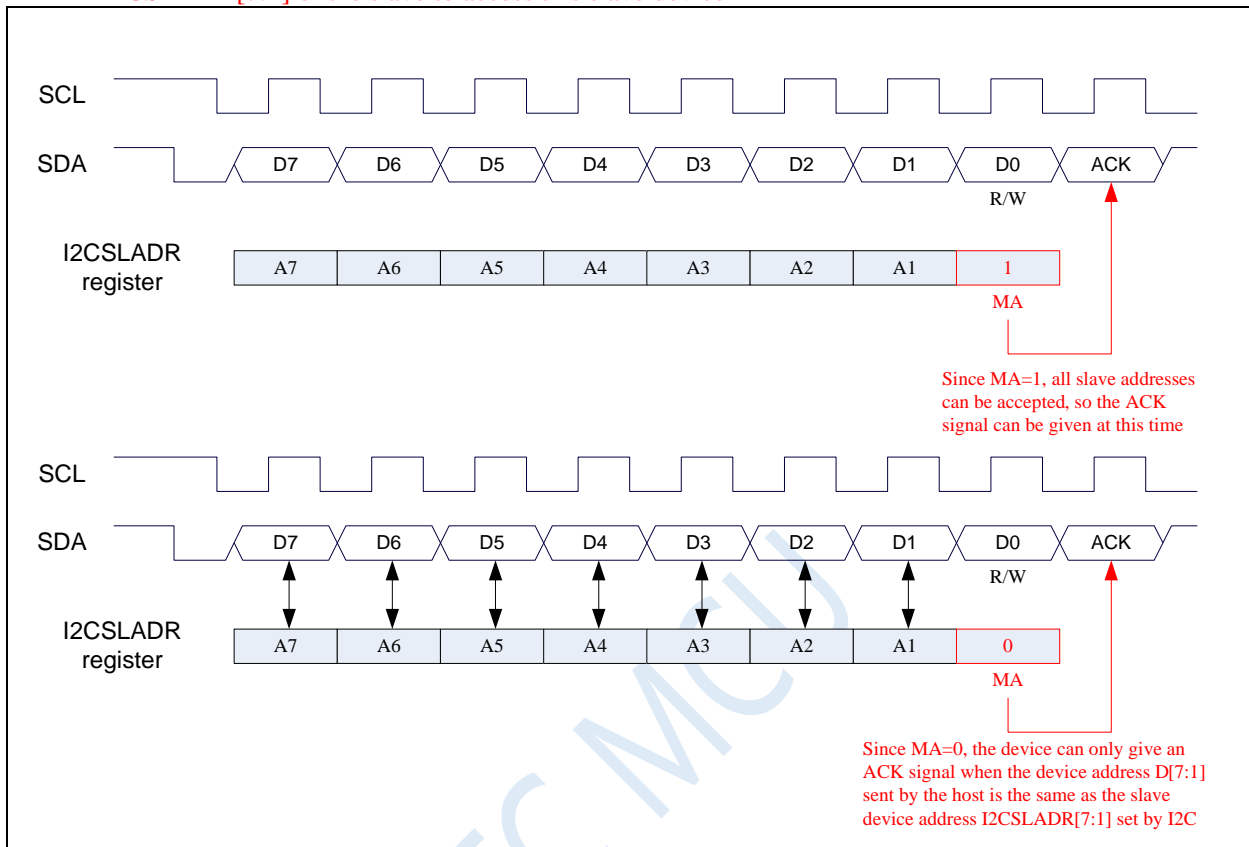 SCL
SDA D7 D6 D5 D4 D3 D2 D1 D0 ACK
R/W
I2CSLADR
register
A7 A6 A5 A4 A3 A2 A1 1
MA
Since MA=1, all slave addresses
can be accepted, so the ACK
signal can be given at this time
SCL
SDA D7 D6 D5 D4 D3 D2 D1 D0 ACK
R/W
I2CSLADR
register
A7 A6 A5 A4 A3 A2 A1 0
MA
Since MA=0, the device can only give an
ACK signal when the device address D[7:1]
sent by the host is the same as the slave
device address I2CSLADR[7:1] set by I2C
MCU